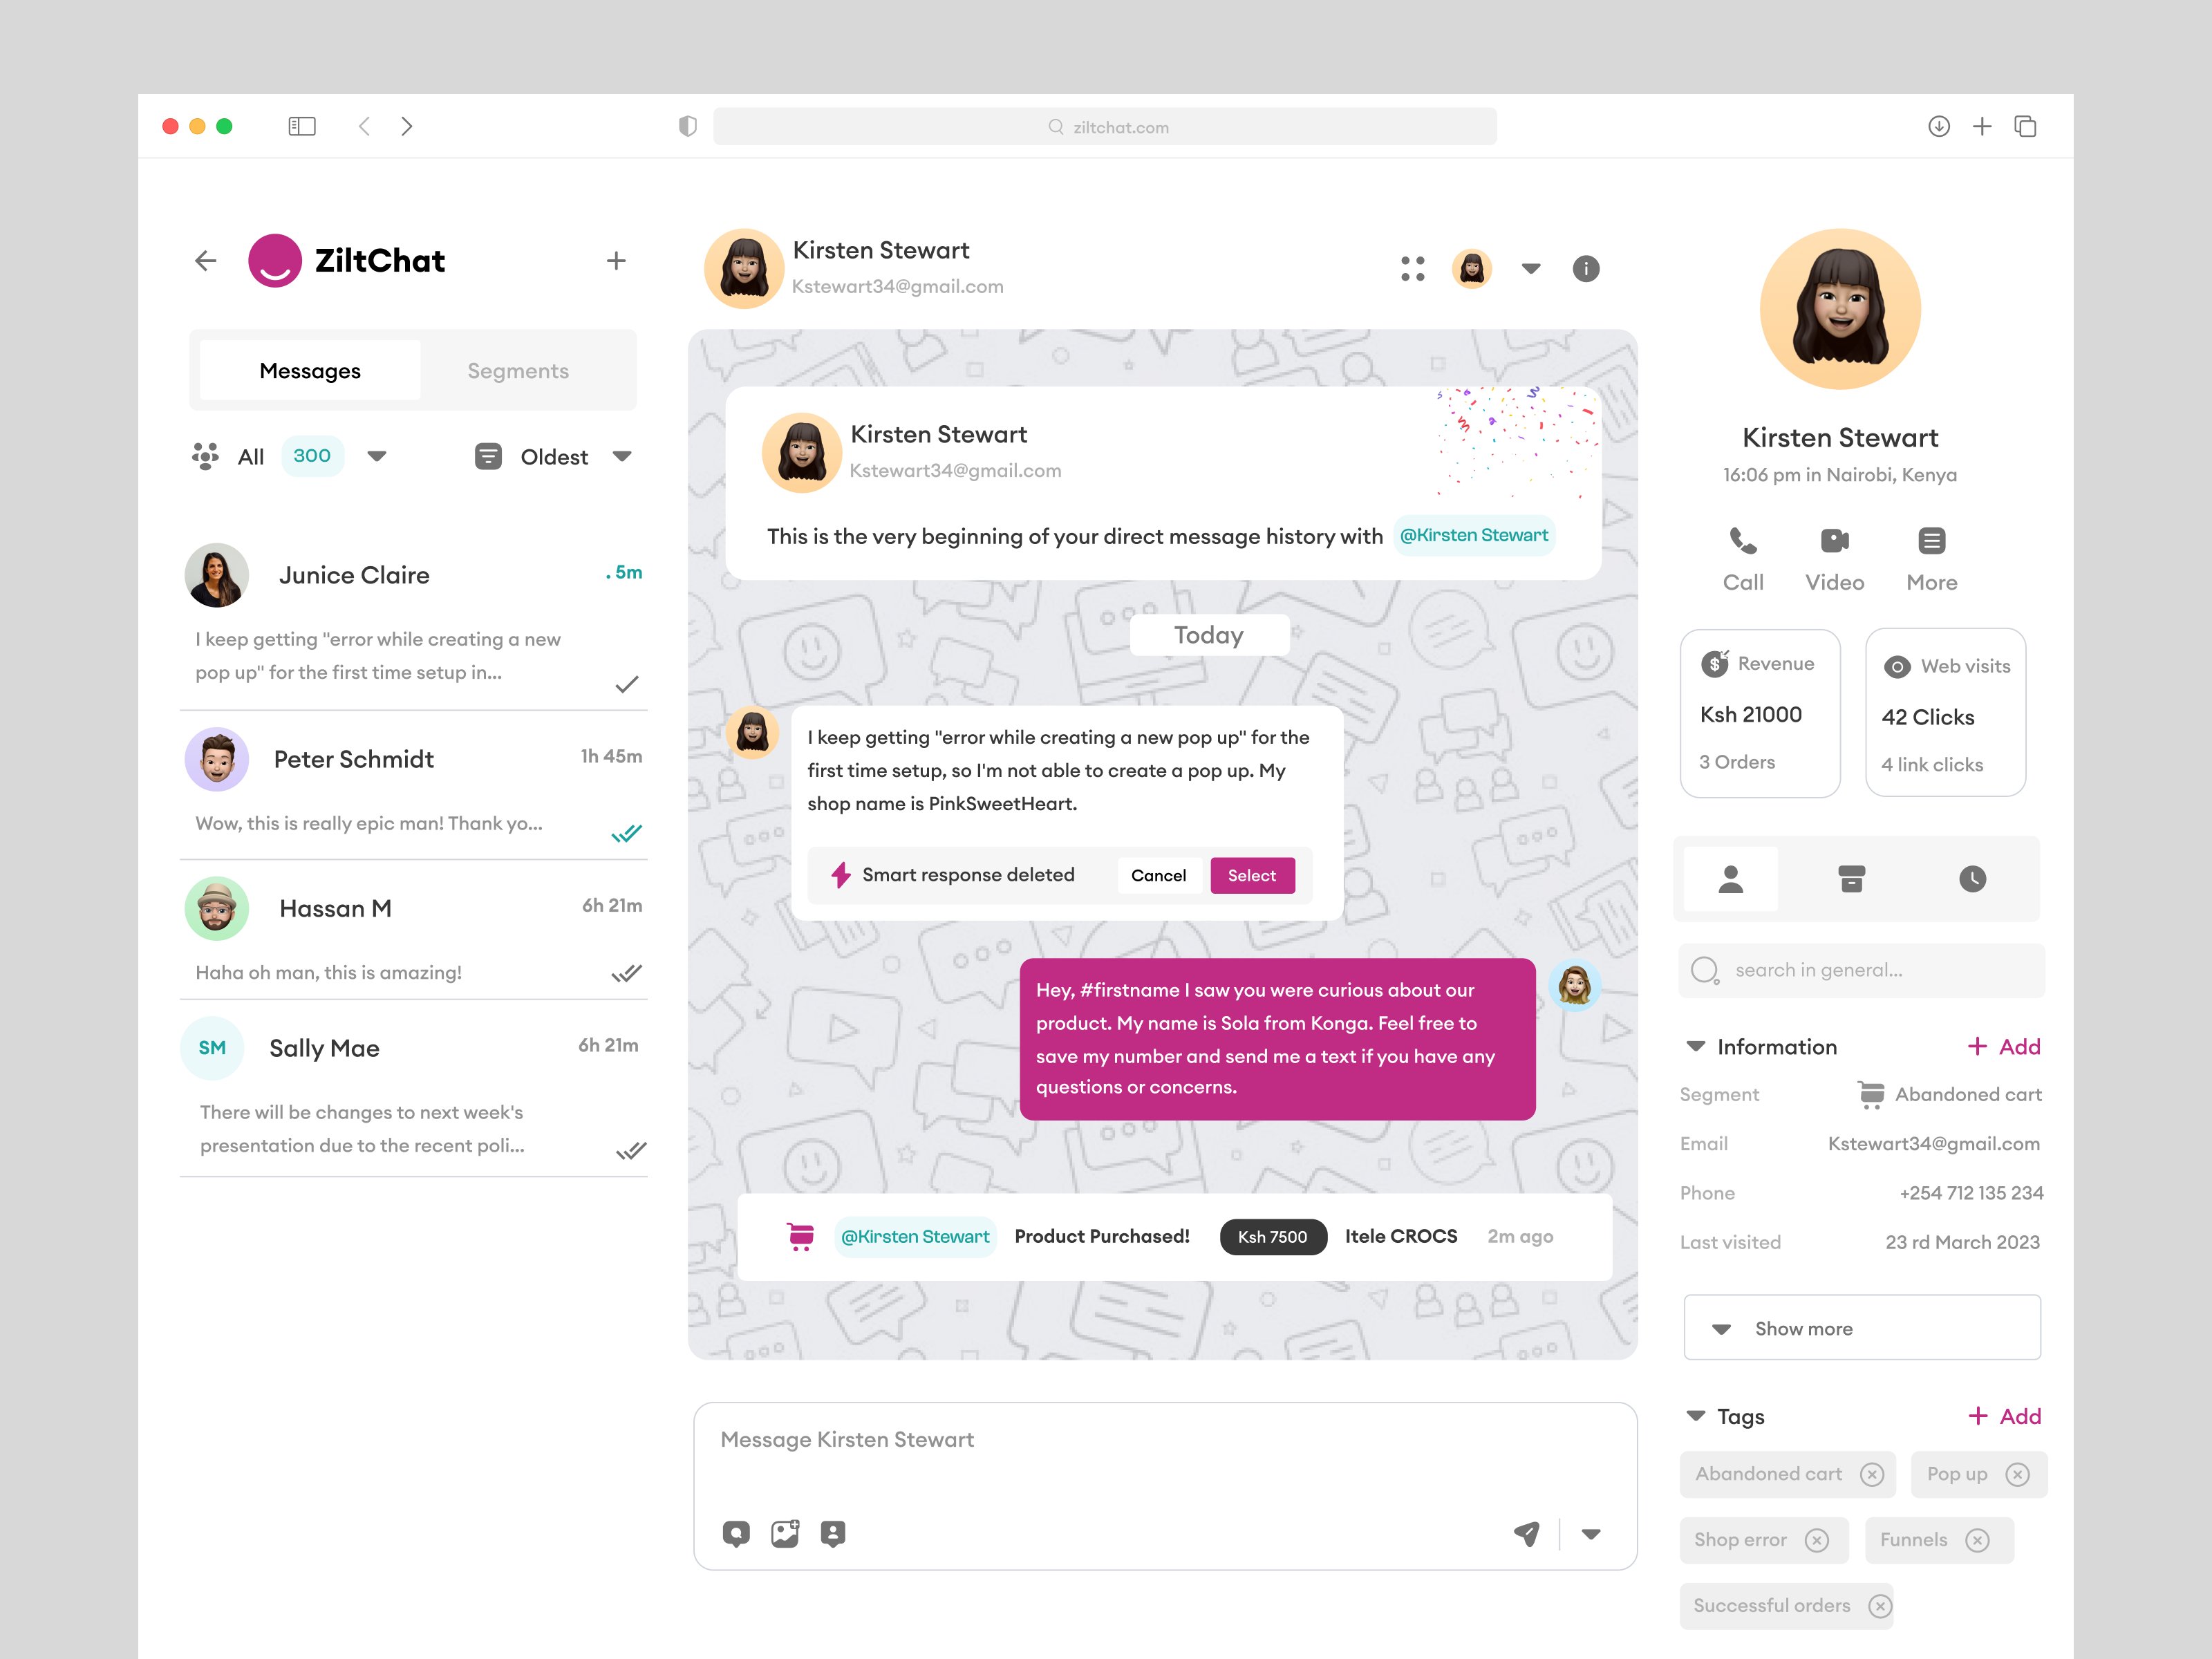 ziltchat.com
ZiltChat
Messages
Segments
All
300
Oldest
Junice Claire
. 5m
I keep getting "error while creating a new
pop up" for the first time setup in...
Peter Schmidt
1h 45m
Wow, this is really epic man! Thank yo...
Hassan M
6h 21m
Haha oh man, this is amazing!
SM
Sally Mae
6h 21m
There will be changes to next week's
presentation due to the recent poli...
Kirsten Stewart
Kstewart34@gmail.com
Kirsten Stewart
Kstewart34@gmail.com
This is the very beginning of your direct message history with @Kirsten Stewart
Today
I keep getting "error while creating a new pop up" for the
first time setup, so I'm not able to create a pop up. My
shop name is PinkSweetHeart.
Smart response deleted
Cancel
Select
Hey, #firstname I saw you were curious about our
product. My name is Sola from Konga. Feel free to
save my number and send me a text if you have any
questions or concerns.
@Kirsten Stewart Product Purchased! Ksh 7500 Itele CROCS 2m ago
Message Kirsten Stewart
Kirsten Stewart
16:06 pm in Nairobi, Kenya
Call
Video
More
Revenue
Ksh 21000
3 Orders
Web visits
42 Clicks
4 link clicks
search in general...
Information
+ Add
Segment
Abandoned cart
Email
Kstewart34@gmail.com
Phone
+254 712 135 234
Last visited
23 rd March 2023
Show more
Tags
+ Add
Abandoned cart
Pop up
Shop error
Funnels
Successful orders